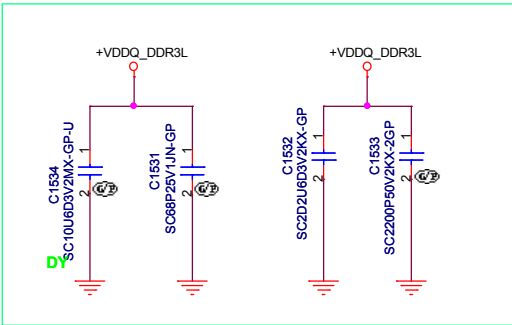 +VDDQ_DDR3L
+VDDQ_DDR3L
C1534
SC10U6D3V2MX-GP-U
1
2
G/P
DY
C1531
SC68P25V1JN-GP
1
2
G/P
C1532
SC2D2U6D3V2KX-GP
1
2
C1533
SC2200P50V2KX-2GP
1
2
G/P